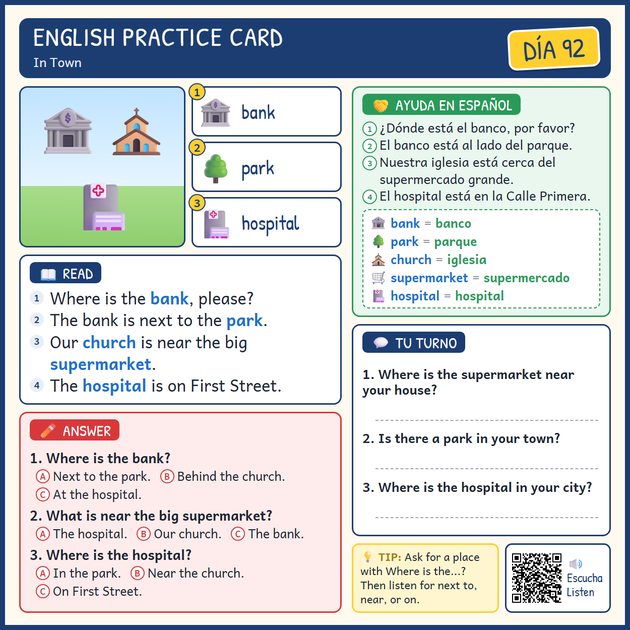 ENGLISH PRACTICE CARD
In Town
DÍA 92
1 bank
2 park
3 hospital
READ
1 Where is the bank, please?
2 The bank is next to the park.
3 Our church is near the big
supermarket.
4 The hospital is on First Street.
ANSWER
1. Where is the bank?
A Next to the park. B Behind the church.
C At the hospital.
2. What is near the big supermarket?
A The hospital. B Our church. C The bank.
3. Where is the hospital?
A In the park. B Near the church.
C On First Street.
AYUDA EN ESPAÑOL
1 ¿Dónde está el banco, por favor?
2 El banco está al lado del parque.
3 Nuestra iglesia está cerca del
supermercado grande.
4 El hospital está en la Calle Primera.
bank = banco
park = parque
church = iglesia
supermarket = supermercado
hospital = hospital
TU TURNO
1. Where is the supermarket near
your house?
2. Is there a park in your town?
3. Where is the hospital in your city?
TIP: Ask for a place
with Where is the...?
Then listen for next to,
near, or on.
Escucha
Listen